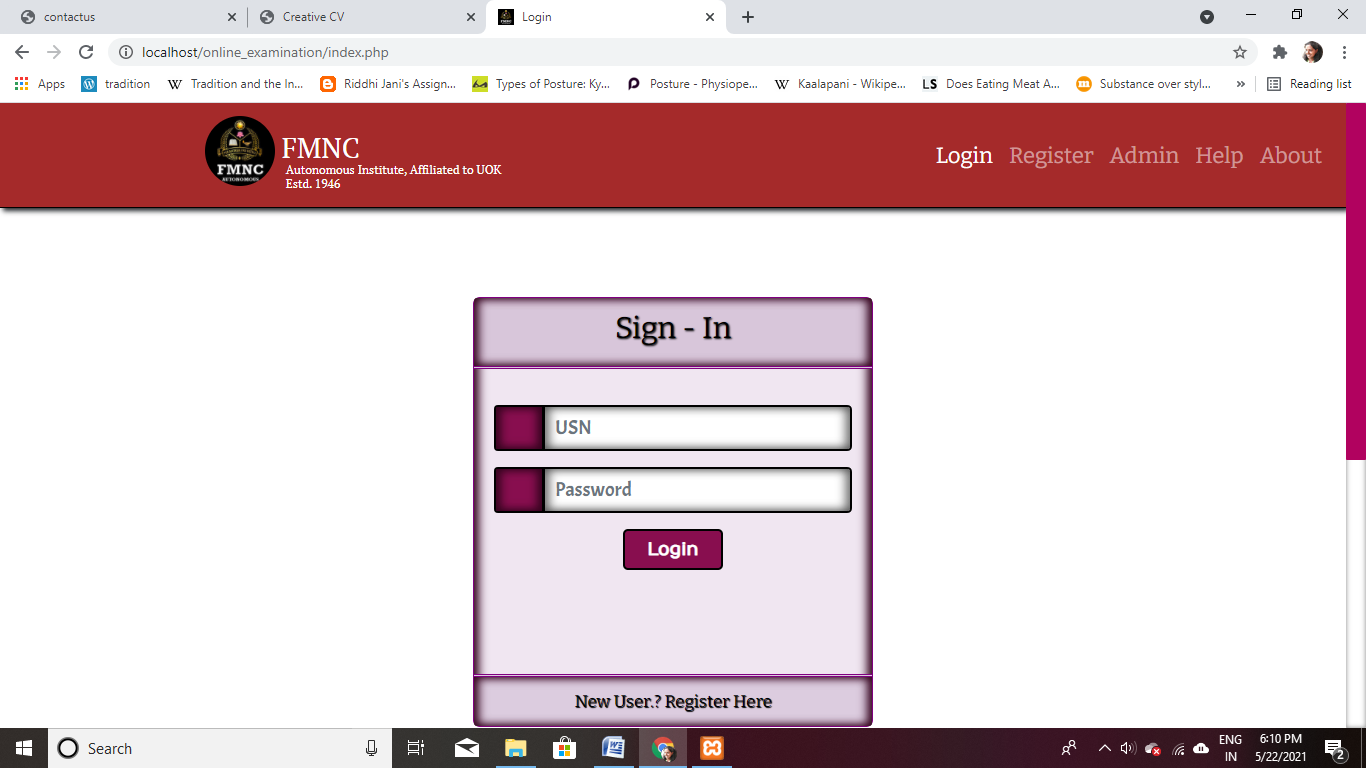 contactus
Creative CV
Login
localhost/online_examination/index.php
Apps
tradition
Tradition and the In...
Riddhi Jani's Assign...
Types of Posture: Ky...
Posture - Physiope...
Kaalapani - Wikipe...
LS Does Eating Meat A...
Substance over styl...
»
Reading list
FMNC
AUTONOMOUS
FMNC
Autonomous Institute, Affiliated to UOK
Estd. 1946
Login Register Admin Help About
Sign - In
USN
Password
Login
New User.? Register Here
Search
ENG
IN
6:10 PM
5/22/2021
2